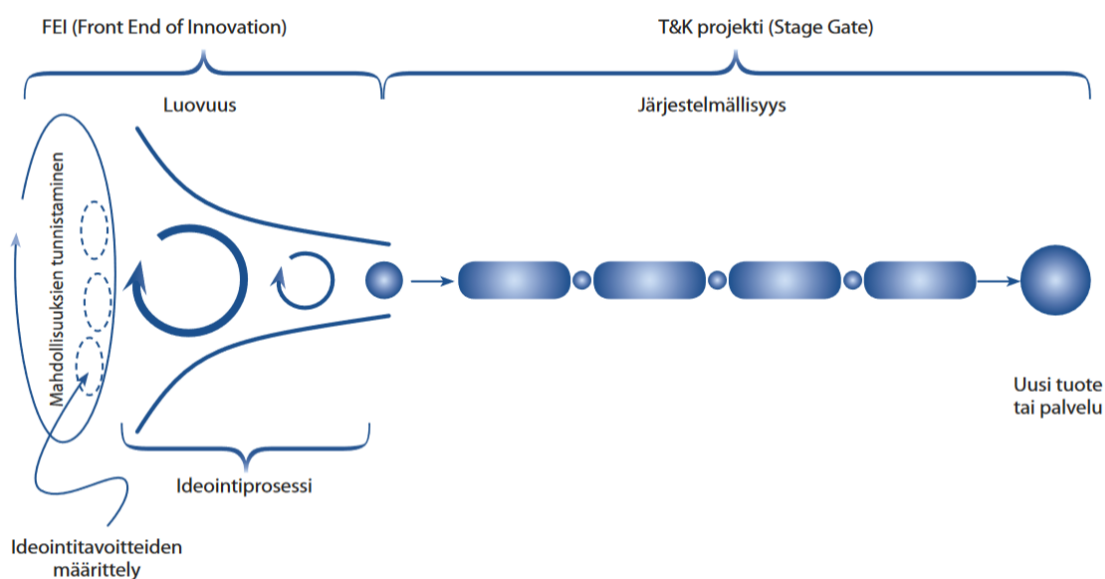 FEI (Front End of Innovation)
T&K projekti (Stage Gate)
Luovuus
Järjestelmällisyys
Mahdollisuuksien tunnistaminen
Uusi tuote
tai palvelu
Ideointiprosessi
Ideointitavoitteiden
määrittely